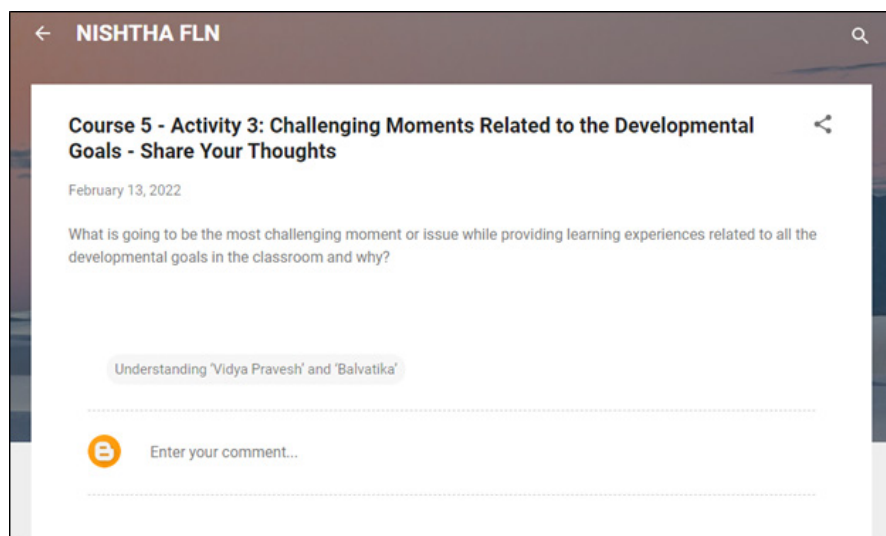 NISHTHA FLN
Course 5 - Activity 3: Challenging Moments Related to the Developmental
Goals - Share Your Thoughts
February 13, 2022
What is going to be the most challenging moment or issue while providing learning experiences related to all the
developmental goals in the classroom and why?
Understanding 'Vidya Pravesh' and 'Balvatika'
Enter your comment...